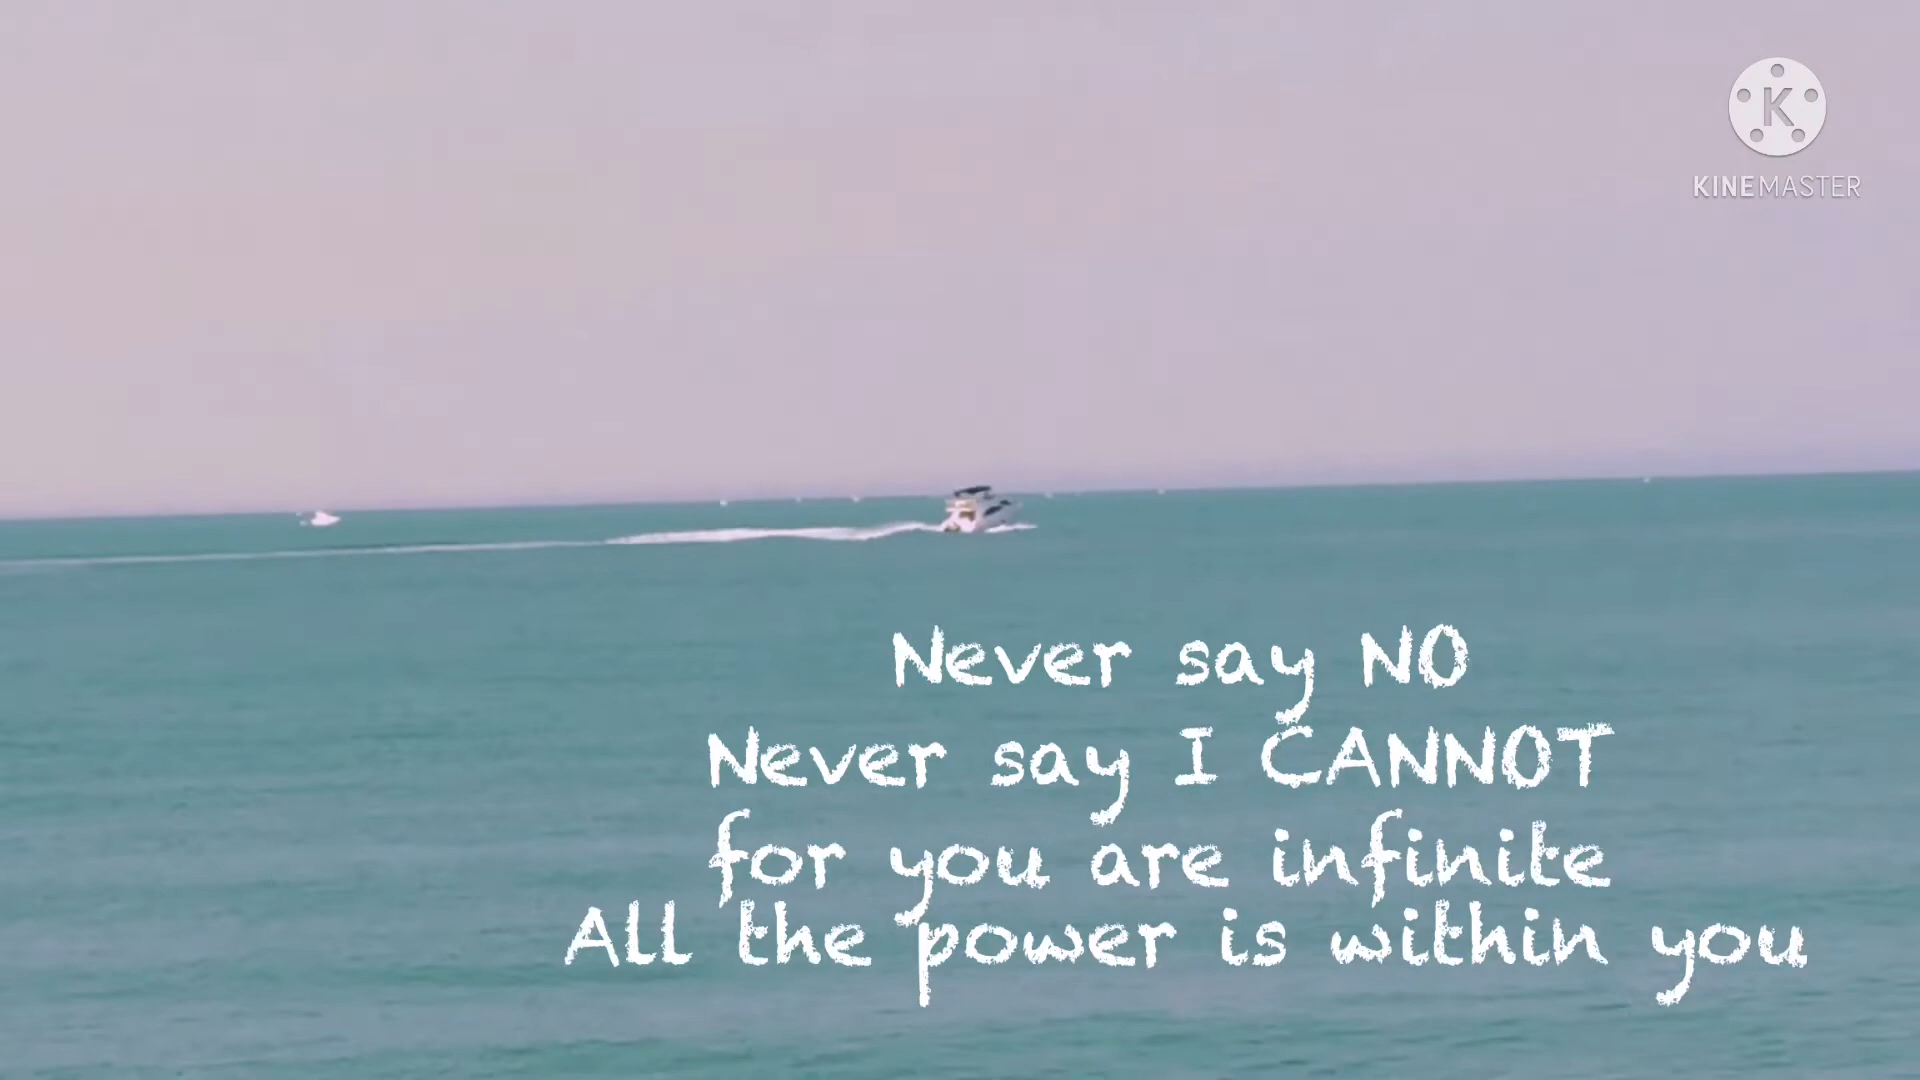 K
KINEMASTER
Never say NO
Never say I CANNOT
for you are infinite
All the power is within you